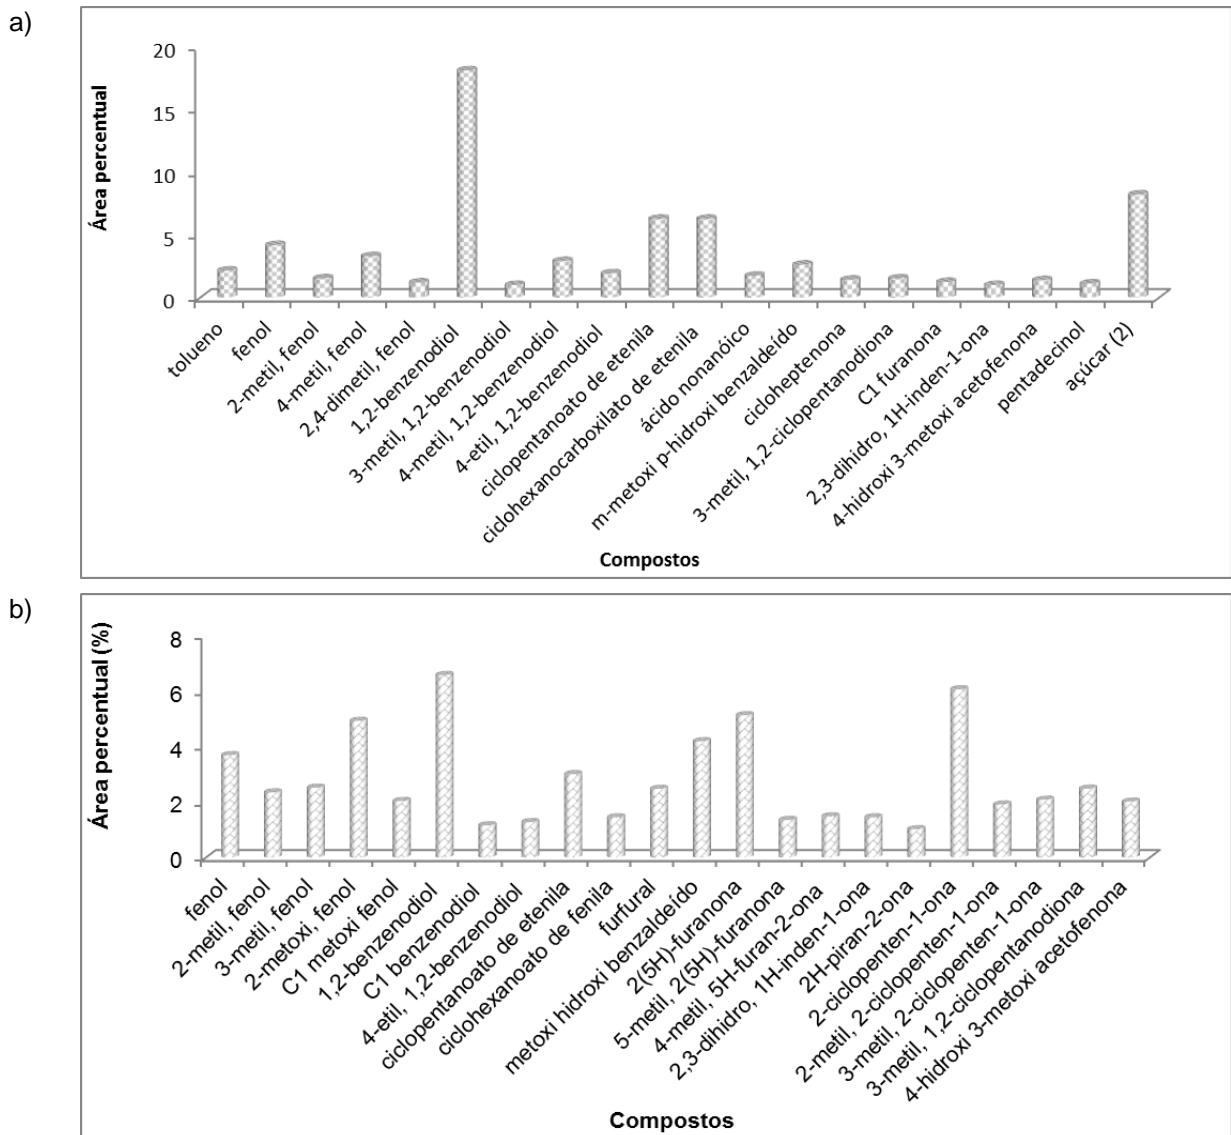 a)
Área percentual
20
15
10
5
0
tolueno
fenol
2-metil, fenol
4-metil, fenol
2,4-dimetil, fenol
1,2-benzenodiol
3-metil, 1,2-benzenodiol
4-metil, 1,2-benzenodiol
4-etil, 1,2-benzenodiol
ciclopentanoato de etenila
ciclohexanocarboxilato de etenila
ácido nonanóico
m-metoxi p-hidroxi benzaldeído
cicloheptenona
3-metil, 1,2-ciclopentanodiona
C1 furanona
2,3-dihidro, 1H-inden-1-ona
4-hidroxi 3-metoxi acetofenona
pentadecinol
açúcar (2)
Compostos
b)
Área percentual (%)
8
6
4
2
0
fenol
2-metil, fenol
3-metil, fenol
2-metoxi, fenol
C1 metoxi fenol
1,2-benzenodiol
C1 benzenodiol
4-etil, 1,2-benzenodiol
ciclopentanoato de etenila
ciclohexanoato de fenila
furfural
metoxi hidroxi benzaldeído
2(5H)-furanona
5-metil, 2(5H)-furanona
4-metil, 5H-furan-2-ona
2,3-dihidro, 1H-inden-1-ona
2H-piran-2-ona
2-ciclopenten-1-ona
2-metil, 2-ciclopenten-1-ona
3-metil, 2-ciclopenten-1-ona
3-metil, 1,2-ciclopentanodiona
4-hidroxi 3-metoxi acetofenona
Compostos